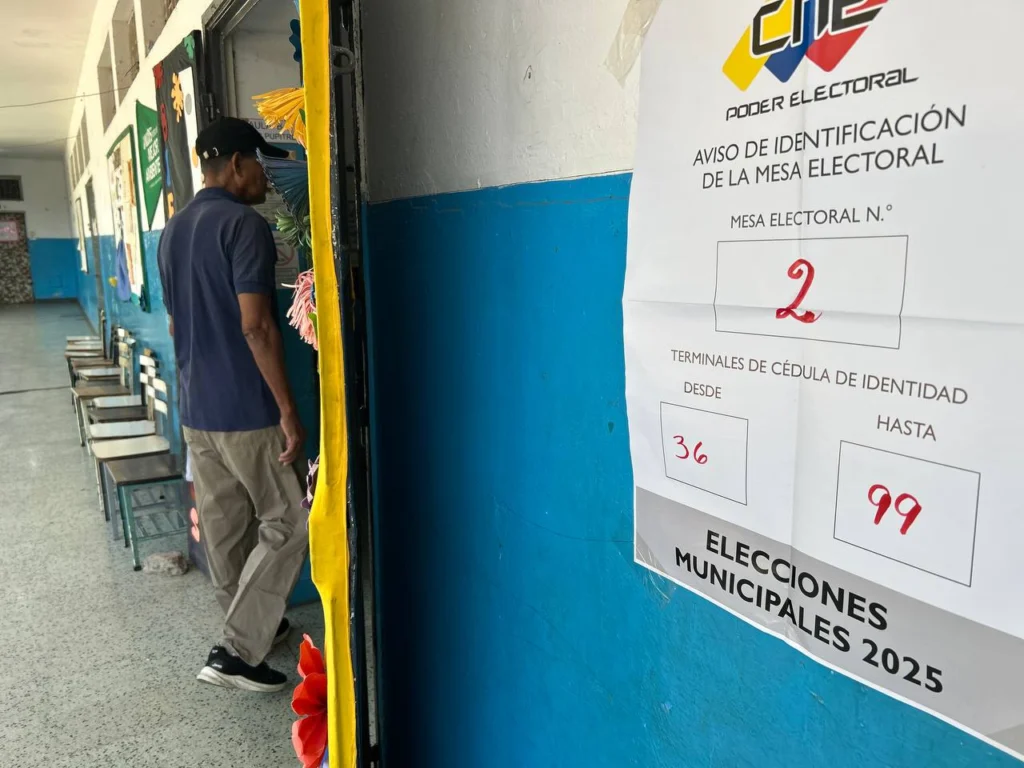 CNE
PODER ELECTORAL
AVISO DE IDENTIFICACIÓN
DE LA MESA ELECTORAL
MESA ELECTORAL N.°
2
TERMINALES DE CÉDULA DE IDENTIDAD
DESDE
36
HASTA
99
ELECCIONES
MUNICIPALES 2025